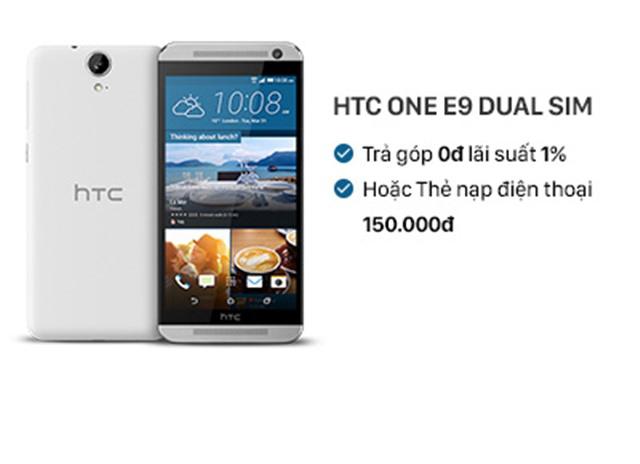 HTC ONE E9 DUAL SIM
Trả góp 0đ lãi suất 1%
Hoặc Thẻ nạp điện thoại
150.000đ
hTC
10:08
Thinking about lunch?
hTC